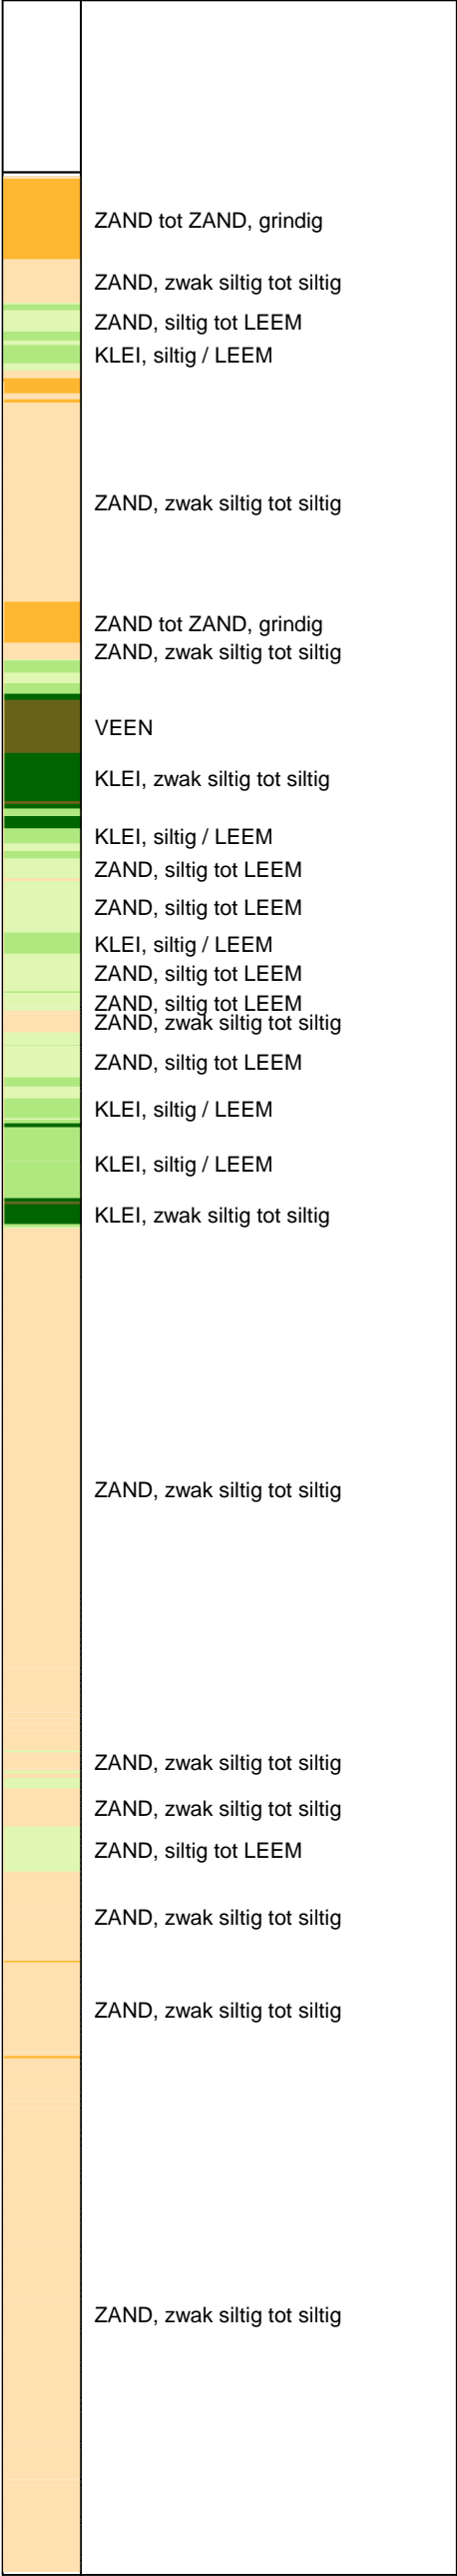 ZAND tot ZAND, grindig
ZAND, zwak siltig tot siltig
ZAND, siltig tot LEEM
KLEI, siltig / LEEM
ZAND, zwak siltig tot siltig
ZAND tot ZAND, grindig
ZAND, zwak siltig tot siltig
VEEN
KLEI, zwak siltig tot siltig
KLEI, siltig / LEEM
ZAND, siltig tot LEEM
ZAND, siltig tot LEEM
KLEI, siltig / LEEM
ZAND, siltig tot LEEM
ZAND, siltig tot LEEM
ZAND, zwak siltig tot siltig
ZAND, siltig tot LEEM
KLEI, siltig / LEEM
KLEI, siltig / LEEM
KLEI, zwak siltig tot siltig
ZAND, zwak siltig tot siltig
ZAND, zwak siltig tot siltig
ZAND, zwak siltig tot siltig
ZAND, siltig tot LEEM
ZAND, zwak siltig tot siltig
ZAND, zwak siltig tot siltig
ZAND, zwak siltig tot siltig